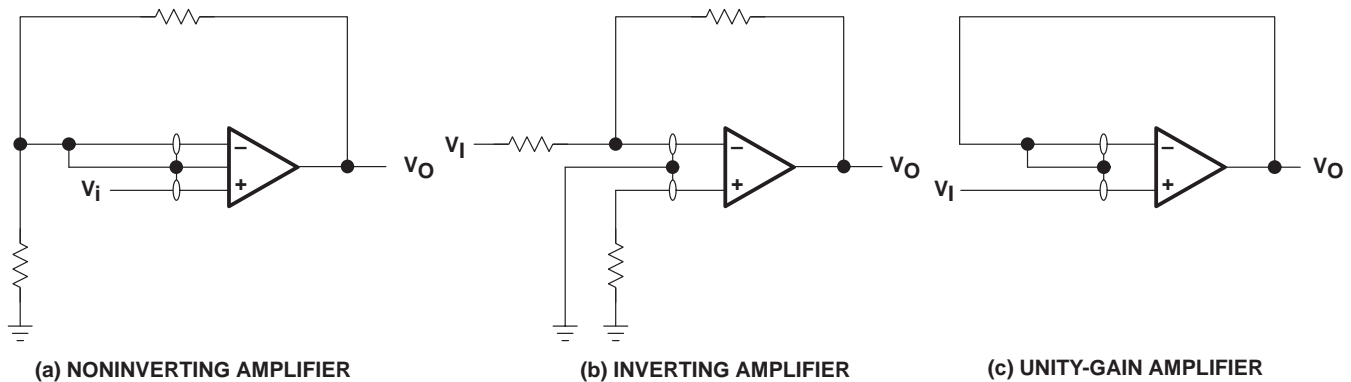 Vi
−
+
VO
(a) NONINVERTING AMPLIFIER
VI
−
+
VO
(b) INVERTING AMPLIFIER
VI
−
+
VO
(c) UNITY-GAIN AMPLIFIER